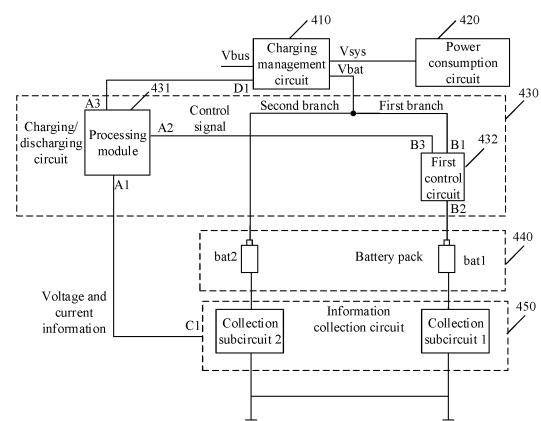 410
420
Vbus
Charging
management
circuit
Vsys
Power
consumption
circuit
Vbat
D1
431
A3
Second branch
First branch
430
Charging/
discharging
circuit
Processing
module
A2
Control
signal
B3
B1
432
First
control
circuit
A1
B2
440
bat2
Battery pack
bat1
Voltage and
current
information
C1
Information
collection circuit
450
Collection
subcircuit 2
Collection
subcircuit 1